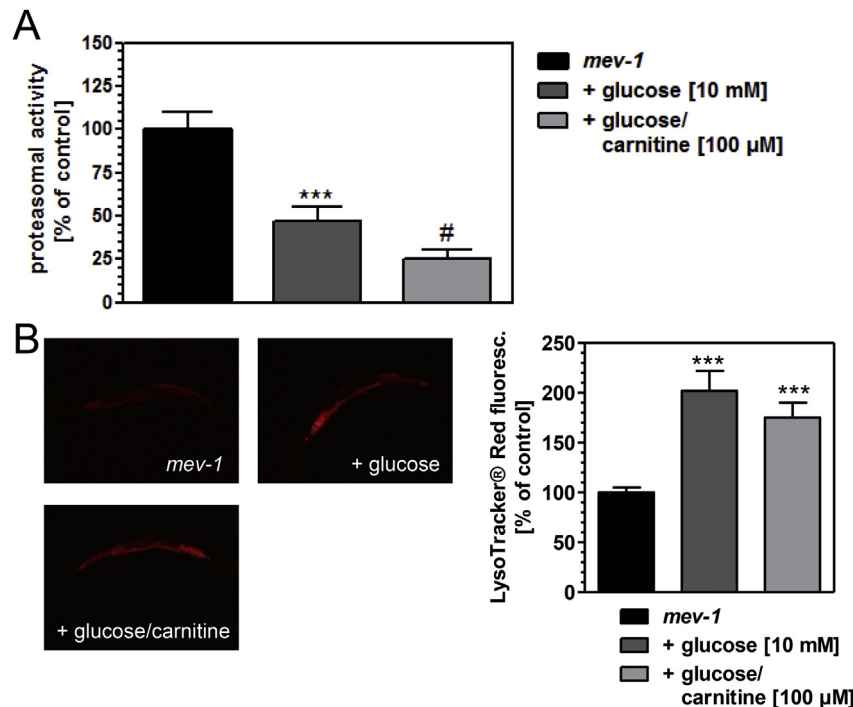 A
proteasomal activity
[% of control]
150
125
100
75
50
25
0
***
#
mev-1
+ glucose [10 mM]
+ glucose/
carnitine [100 µM]
B
mev-1
+ glucose
+ glucose/carnitine
LysoTracker® Red fluoresc.
[% of control]
250
200
150
100
50
0
***
***
mev-1
+ glucose [10 mM]
+ glucose/
carnitine [100 µM]